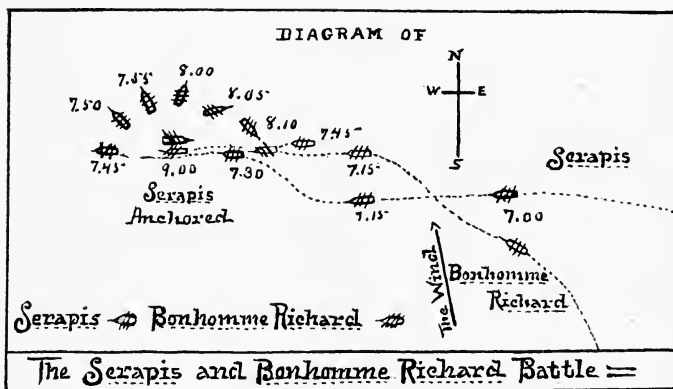 DIAGRAM OF
N
W E
S
7.50 7.55 8.00 8.05 8.10 7.45
7.45 9.00 7.30 7.15
Serapis
Anchored
Serapis
7.15 7.00
The Wind
Bonhomme
Richard
Serapis Bonhomme Richard
The Serapis and Bonhomme Richard Battle =